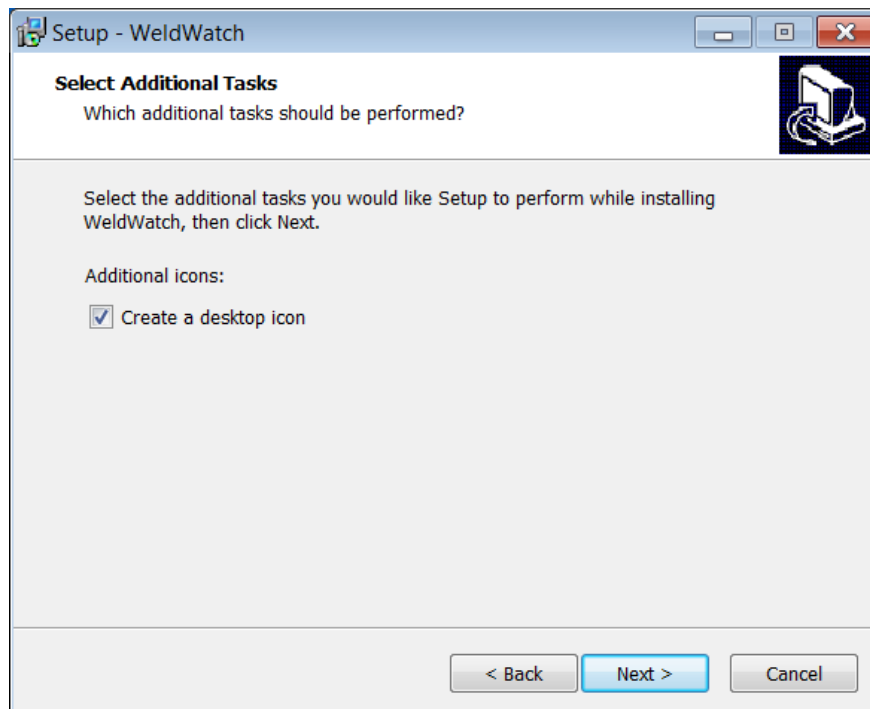 Setup - WeldWatch
Select Additional Tasks
Which additional tasks should be performed?
Select the additional tasks you would like Setup to perform while installing
WeldWatch, then click Next.
Additional icons:
Create a desktop icon
< Back
Next >
Cancel